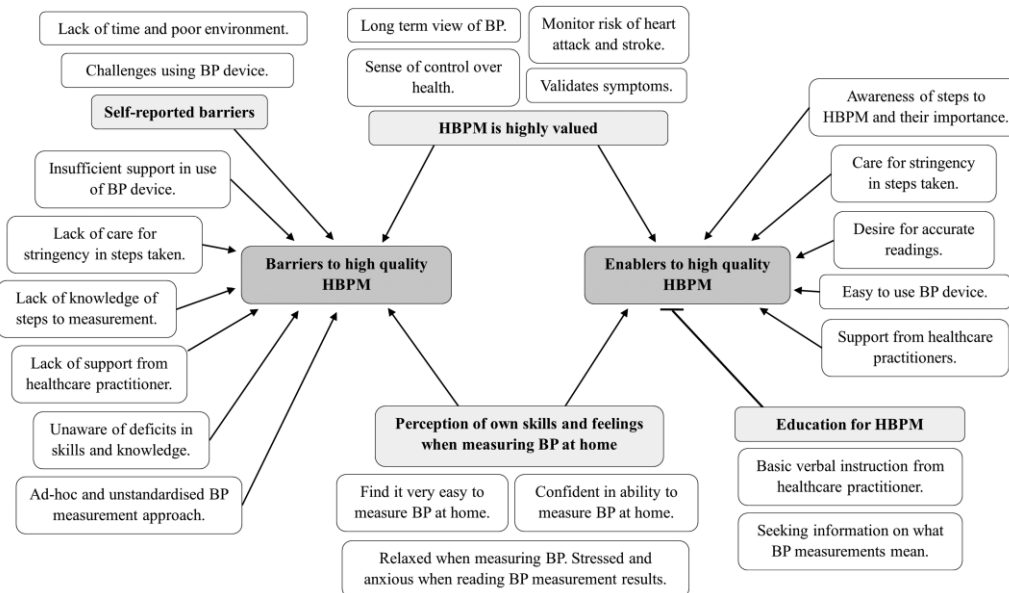 Lack of time and poor environment.
Challenges using BP device.
Self-reported barriers
Long term view of BP.
Monitor risk of heart
attack and stroke.
Sense of control over
health.
Validates symptoms.
HBPM is highly valued
Awareness of steps to
HBPM and their importance.
Care for stringency
in steps taken.
Desire for accurate
readings.
Easy to use BP device.
Support from healthcare
practitioners.
Insufficient support in use
of BP device.
Lack of care for
stringency in steps taken.
Lack of knowledge of
steps to measurement.
Lack of support from
healthcare practitioner.
Unaware of deficits in
skills and knowledge.
Ad-hoc and unstandardised BP
measurement approach.
Barriers to high quality
HBPM
Enablers to high quality
HBPM
Perception of own skills and feelings
when measuring BP at home
Find it very easy to
measure BP at home.
Confident in ability to
measure BP at home.
Relaxed when measuring BP. Stressed and
anxious when reading BP measurement results.
Education for HBPM
Basic verbal instruction from
healthcare practitioner.
Seeking information on what
BP measurements mean.